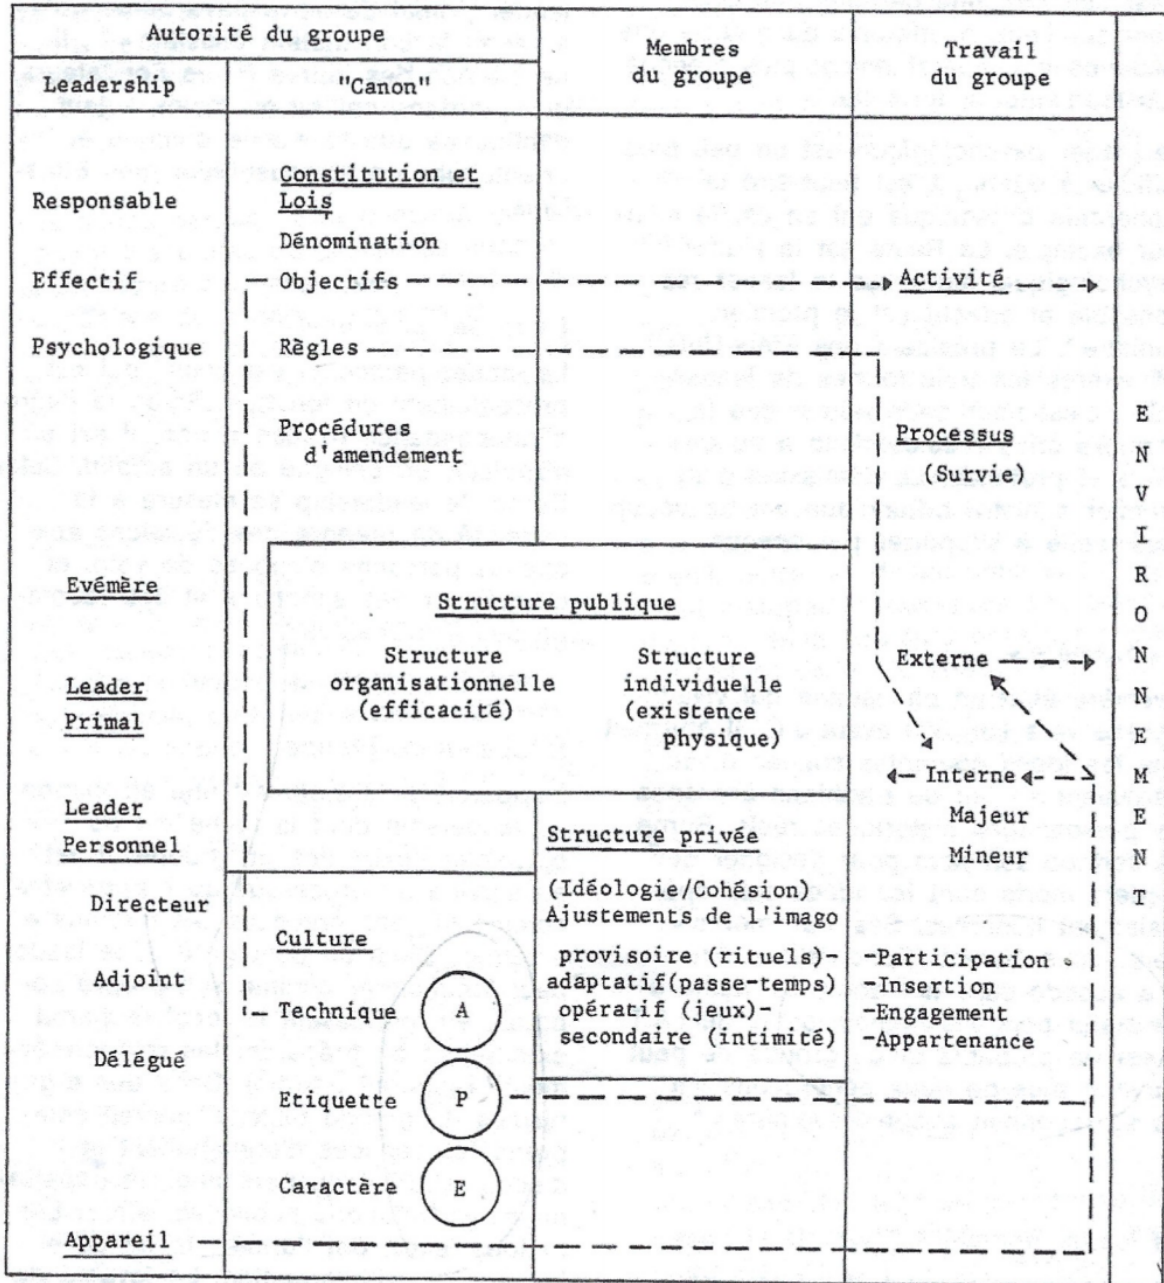 Autorité du groupe
Leadership
"Canon"
Membres
du groupe
Travail
du groupe
Responsable
Effectif
Psychologique
Evémère
Leader
Primal
Leader
Personnel
Directeur
Adjoint
Délégué
Appareil
Constitution et
Lois
Dénomination
Objectifs
Règles
Procédures
d'amendement
Structure publique
Structure
organisationnelle
(efficacité)
Structure
individuelle
(existence
physique)
Structure privée
(Idéologie/Cohésion)
Ajustements de l'imago
provisoire (rituels)
adaptatif(passe-temps)
opératif (jeux)
secondaire (intimité)
Culture
Technique
A
Etiquette
P
Caractère
E
Activité
Processus
(Survie)
Externe
Interne
Majeur
Mineur
Participation
Insertion
Engagement
Appartenance
ENVIRONNEMENT